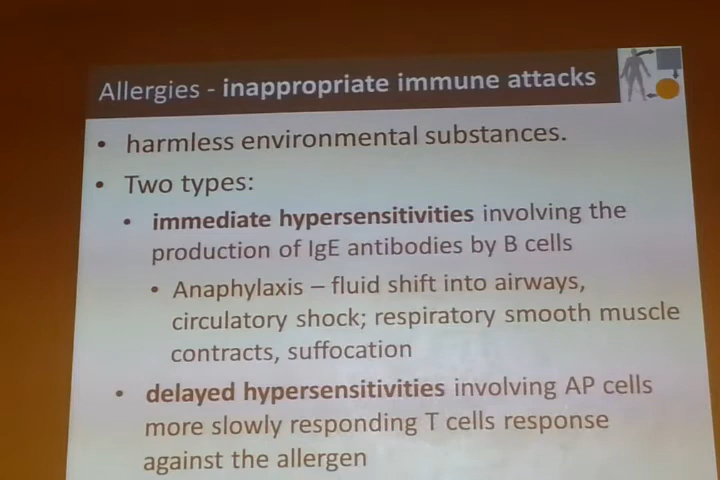 Allergies - inappropriate immune attacks
• harmless environmental substances.
• Two types:
• immediate hypersensitivities involving the
production of IgE antibodies by B cells
• Anaphylaxis – fluid shift into airways,
circulatory shock; respiratory smooth muscle
contracts, suffocation
• delayed hypersensitivities involving AP cells
more slowly responding T cells response
against the allergen